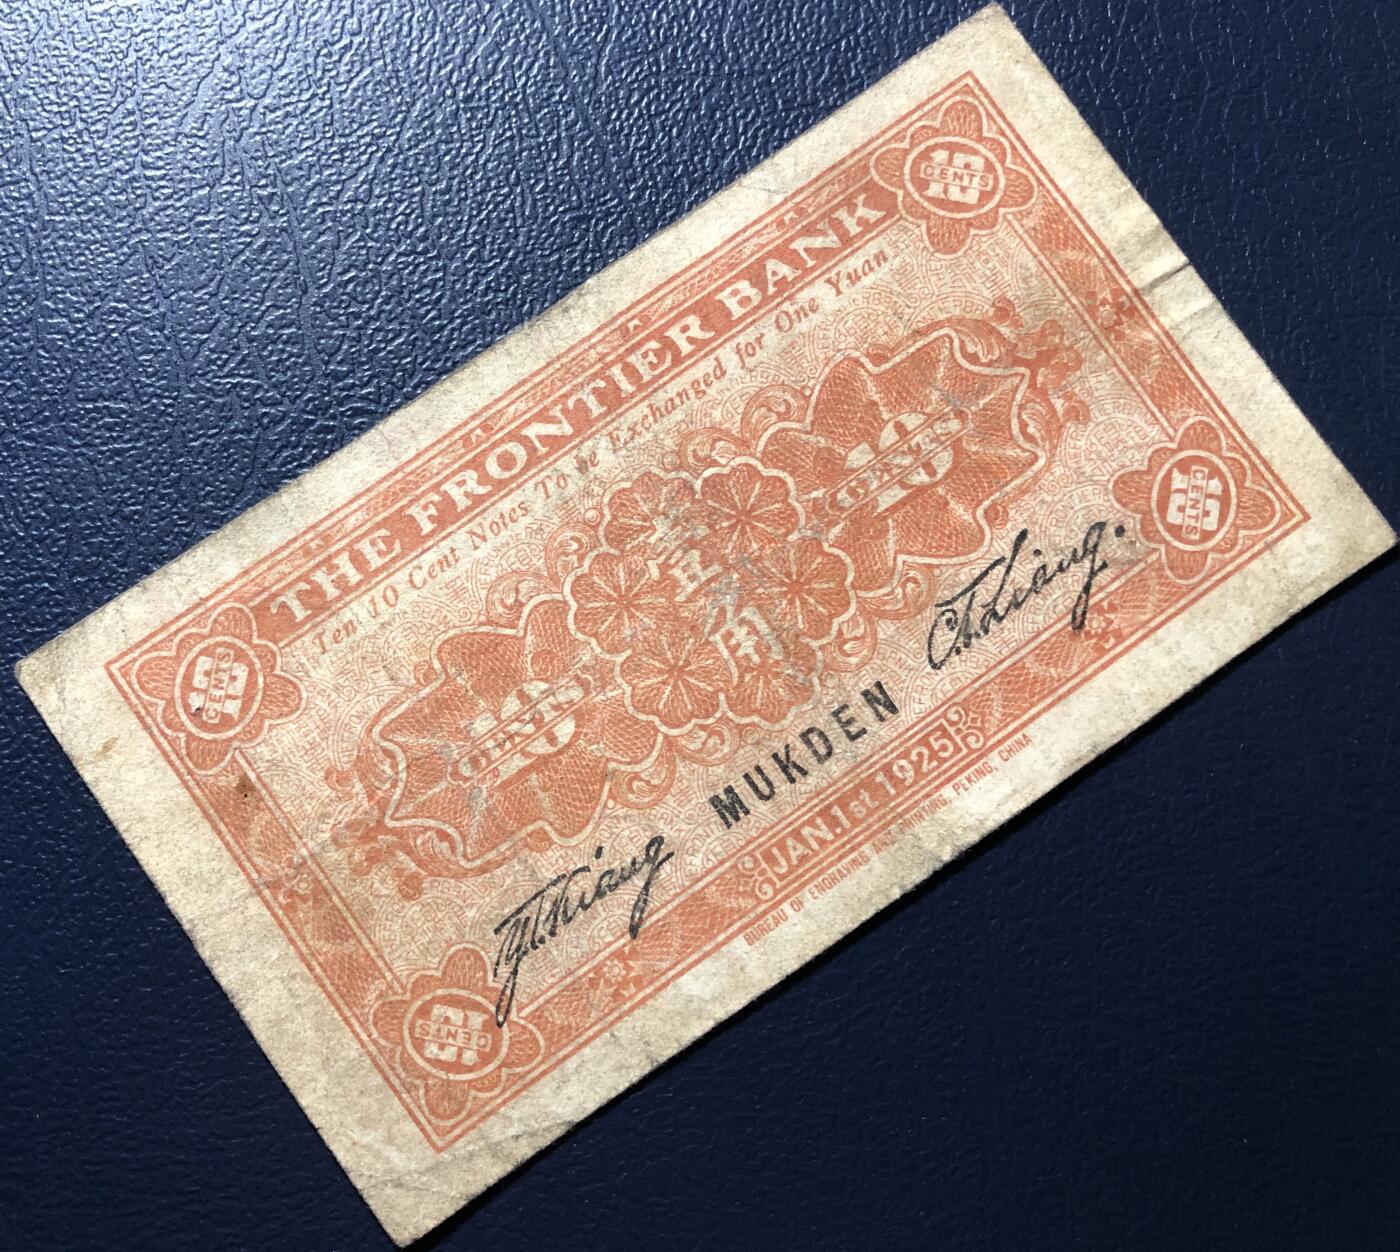 THE FRONTIER BANK
Ten 10 Cent Notes To be Exchanged for One Yuan
10 CENTS
10 CENTS
10 CENTS
10 CENTS
壹角
10 CENTS
10 CENTS
C.T. Liang.
MUKDEN
JAN. 1st. 1925
BUREAU OF ENGRAVING AND PRINTING, PEKING, CHINA